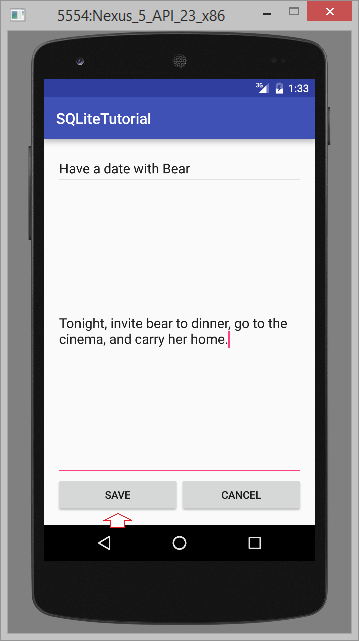 5554:Nexus_5_API_23_x86
3G 1:33
SQLiteTutorial
Have a date with Bear
Tonight, invite bear to dinner, go to the
cinema, and carry her home.
SAVE CANCEL